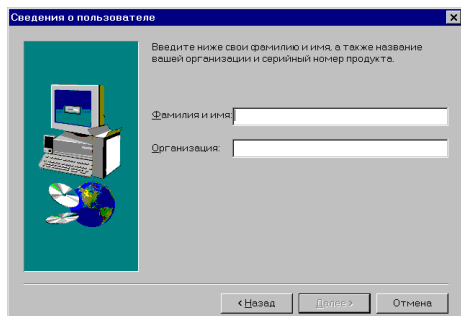 Сведения о пользователе
Введите ниже свои фамилию и имя, а также название
вашей организации и серийный номер продукта.
Фамилия и имя:
Организация:
< Назад
Далее >
Отмена